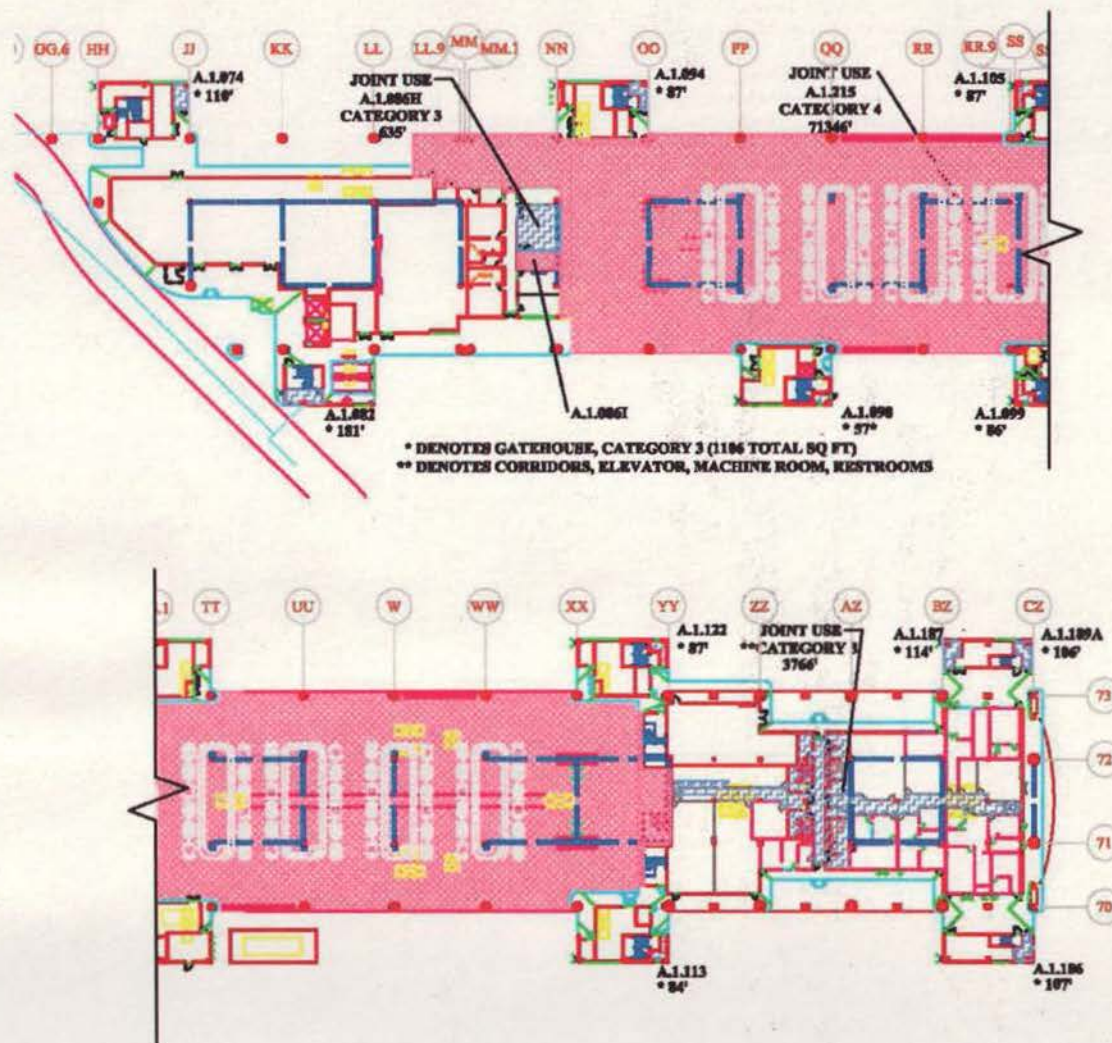 GG.6 HH JJ KK LL LL.9 MM MM.1 NN OO PP QQ RR RR.9 SS
A.1.074
* 110'
JOINT USE
A.1.086H
CATEGORY 3
635'
A.1.094
* 87'
JOINT USE
A.1.215
CATEGORY 4
71346'
A.1.105
* 87'
A.1.082
* 181'
A.1.086I
A.1.098
* 57'
A.1.099
* 86'
* DENOTES GATEHOUSE, CATEGORY 3 (1186 TOTAL SQ FT)
** DENOTES CORRIDORS, ELEVATOR, MACHINE ROOM, RESTROOMS
TT UU W WW XX YY ZZ AZ BZ CZ
A.1.122
* 87'
JOINT USE
**CATEGORY 3
3766'
A.1.187
* 114'
A.1.189A
* 106'
73
72
71
70
A.1.113
* 84'
A.1.186
* 107'